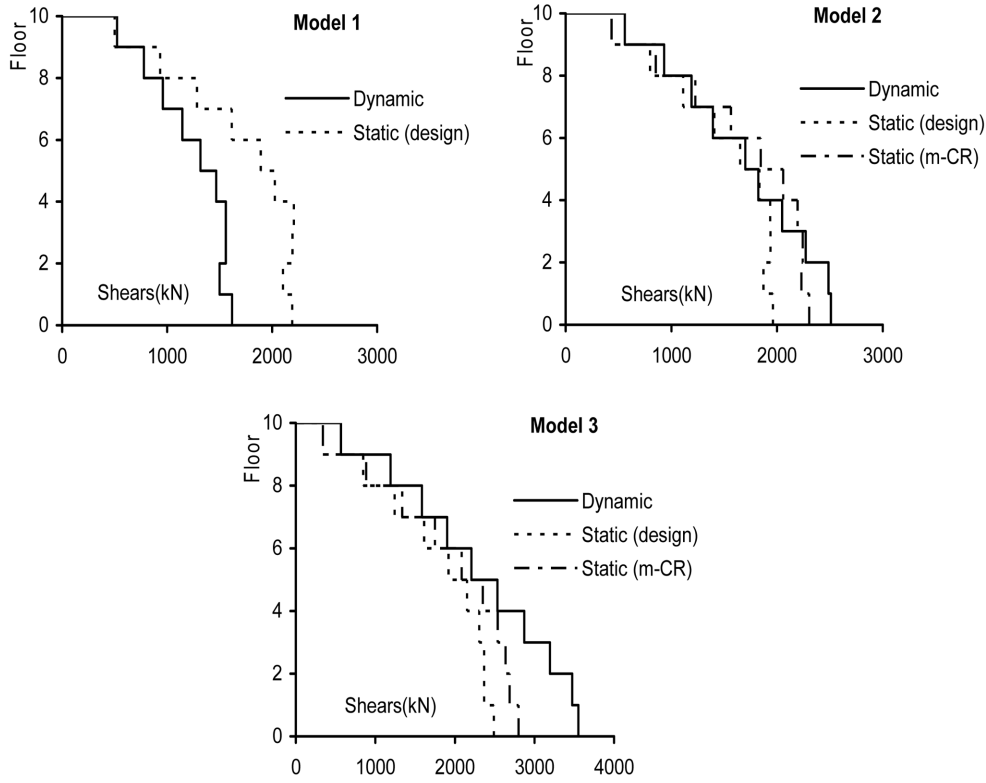 Model 1
Floor
10
8
6
4
2
0
Dynamic
Static (design)
Shears(kN)
0 1000 2000 3000
Model 2
Floor
10
8
6
4
2
0
Dynamic
Static (design)
Static (m-CR)
Shears(kN)
0 1000 2000 3000
Model 3
Floor
10
8
6
4
2
0
Dynamic
Static (design)
Static (m-CR)
Shears(kN)
0 1000 2000 3000 4000